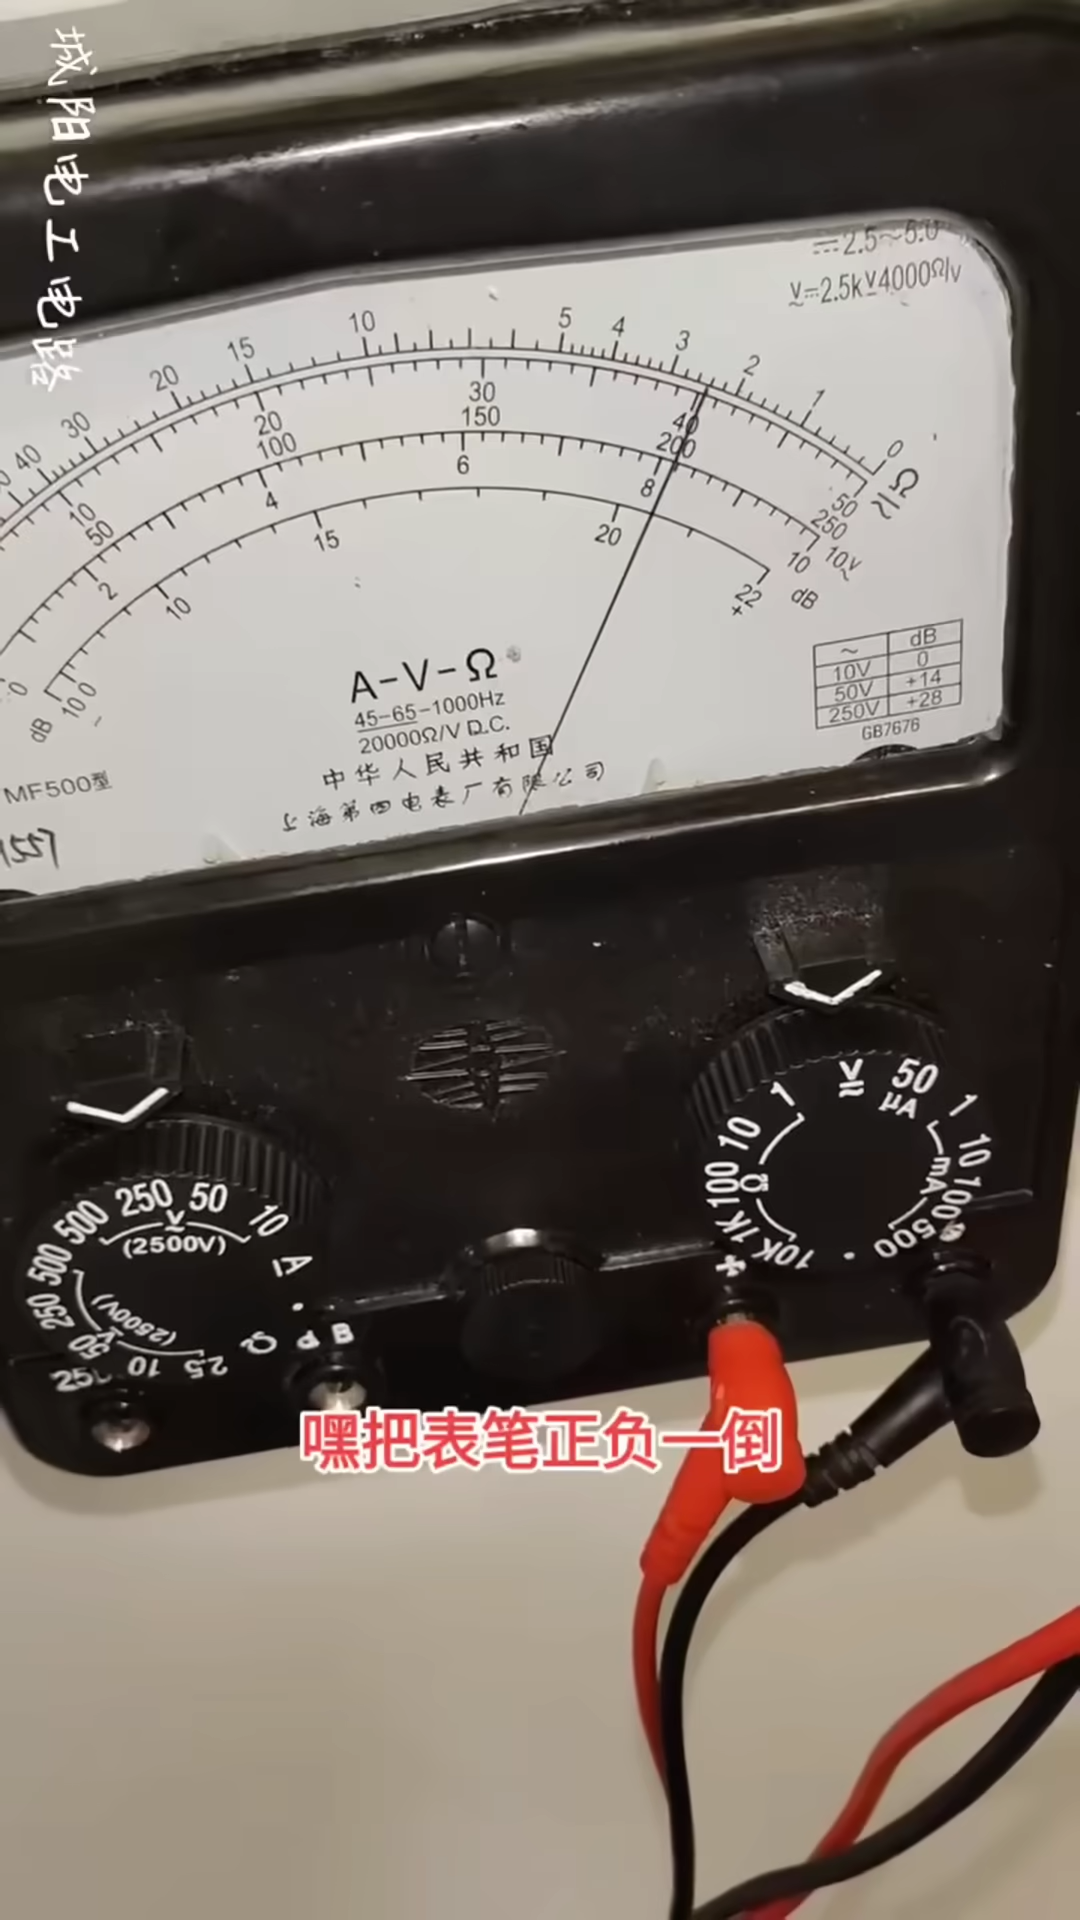 城阳电工电器
⎓2.5~5.0
V≂2.5kV4000Ω/v
40 30 20 15 10 5 4 3 2 1 0 Ω
10 20 30 40 50 ≂
50 100 150 200 250
0 2 4 6 8 10 10V~
dB 10 15 20 22 dB
+
0
10
~
A-V-Ω
45-65-1000Hz
20000Ω/V D.C.
中华人民共和国
上海第四电表厂有限公司
MF500型
~ dB
10V 0
50V +14
250V +28
GB7676
V≂ 50 µA 1 10 100 500 mA
1 10 100 1K 10K Ω
500 250 50 10 V~ (2500V)
A
500 250 50 10 2.5 V (2500V)
Ω
+
嘿把表笔正负一倒